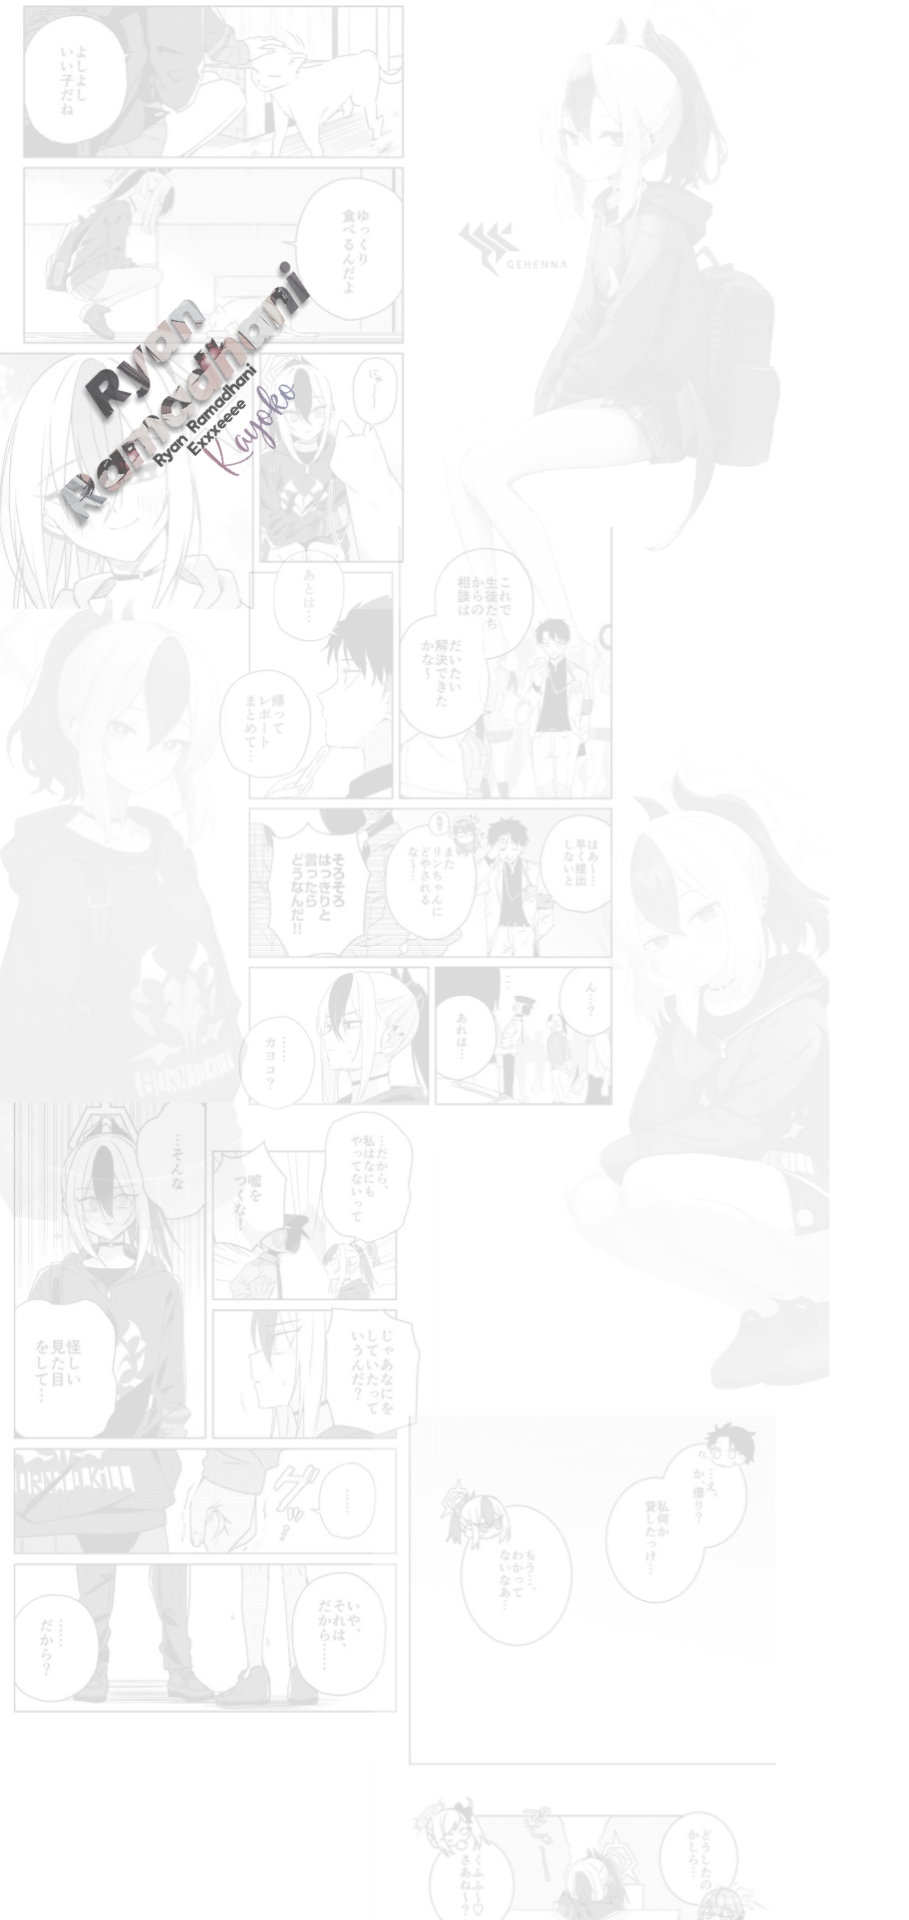 よしよし
いい子だね
ゆっくり
食べるんだよ
GEHENNA
Ryan
Ramadhani
Ryan Ramadhani
Exxxeeee
Kayoko
あとは…
帰って
レポート
まとめて…
これで
生徒たち
からの
相談は
だいたい
解決できた
かな～
はぁ～…
早く提出
しないと
また
リンちゃんに
どやされる
な……
そろそろ
はっきりと
言ったら
どうなんだ!!
ん…?
あれは…
……
カヨコ?
…だから、
私はなにも
やってないって
嘘を
つくな!
…そんな
怪しい
見た目
をして…
じゃあなにを
していたって
いうんだ?
……
グッ…
いや、
それは、
だから……
……
だから?
…え、
か、借り?
私何か
貸したっけ…
もう…、
わかって
ないなあ…
どうしたの
かしら…
くふふ～♡
さあね～?